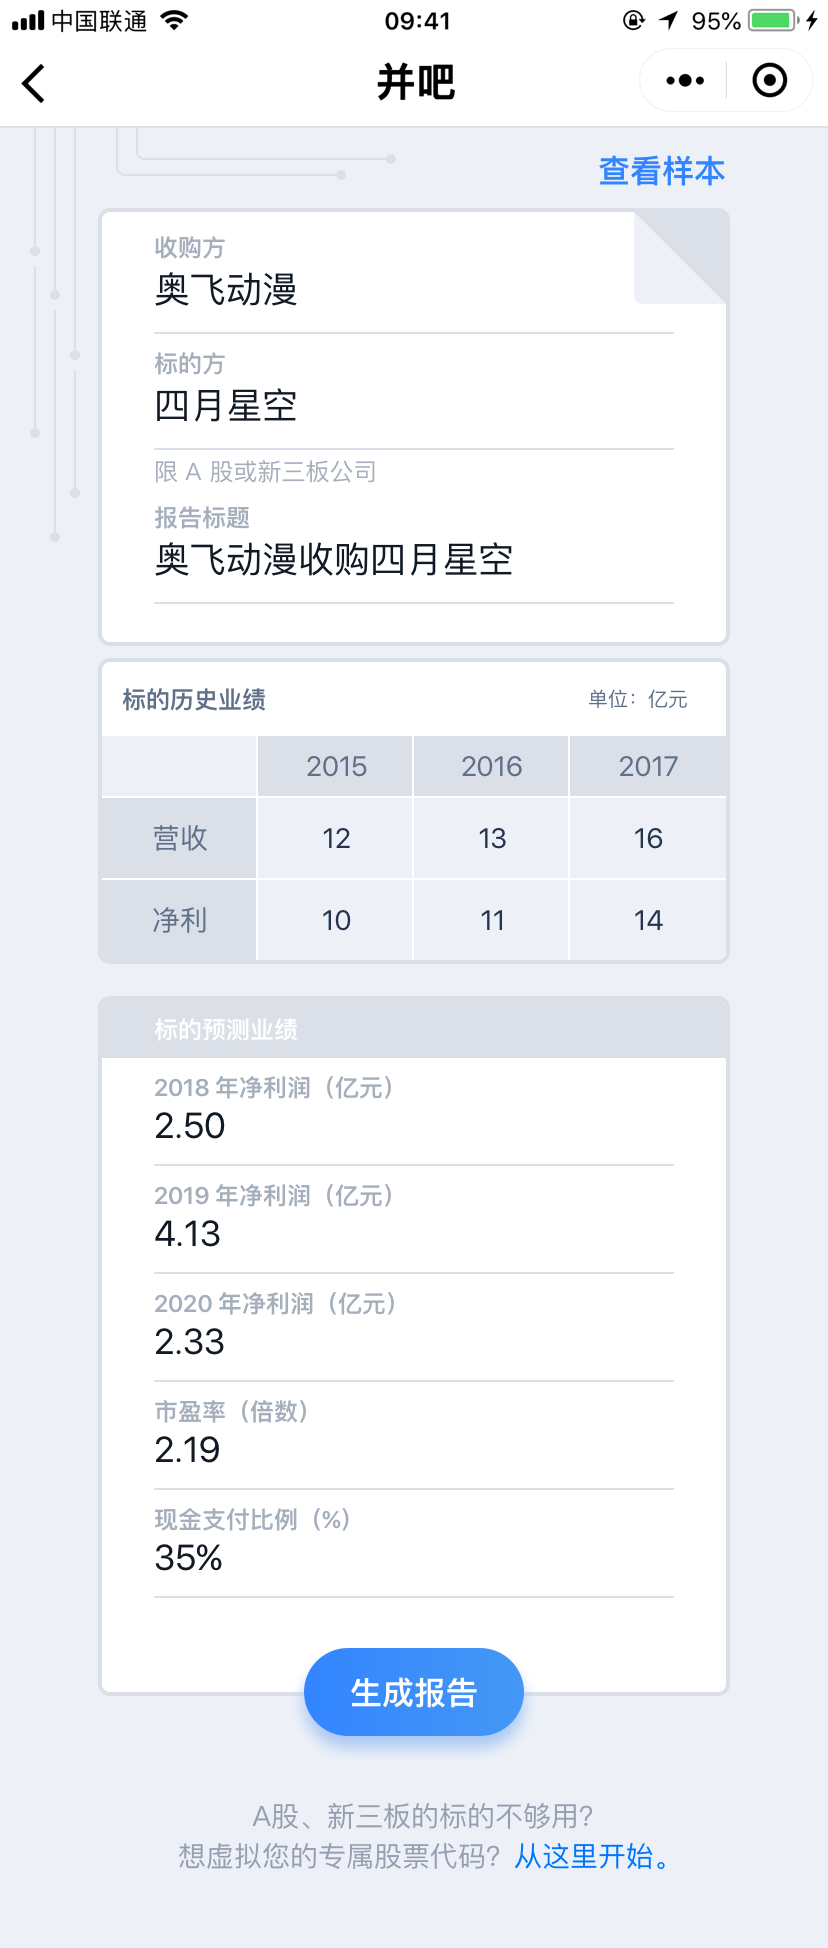 中国联通 09:41 95%
并吧
查看样本
收购方
奥飞动漫
标的方
四月星空
限 A 股或新三板公司
报告标题
奥飞动漫收购四月星空
标的历史业绩 单位：亿元
2015 2016 2017
营收 12 13 16
净利 10 11 14
标的预测业绩
2018 年净利润（亿元）
2.50
2019 年净利润（亿元）
4.13
2020 年净利润（亿元）
2.33
市盈率（倍数）
2.19
现金支付比例（%）
35%
生成报告
A股、新三板的标的不够用？
想虚拟您的专属股票代码？从这里开始。